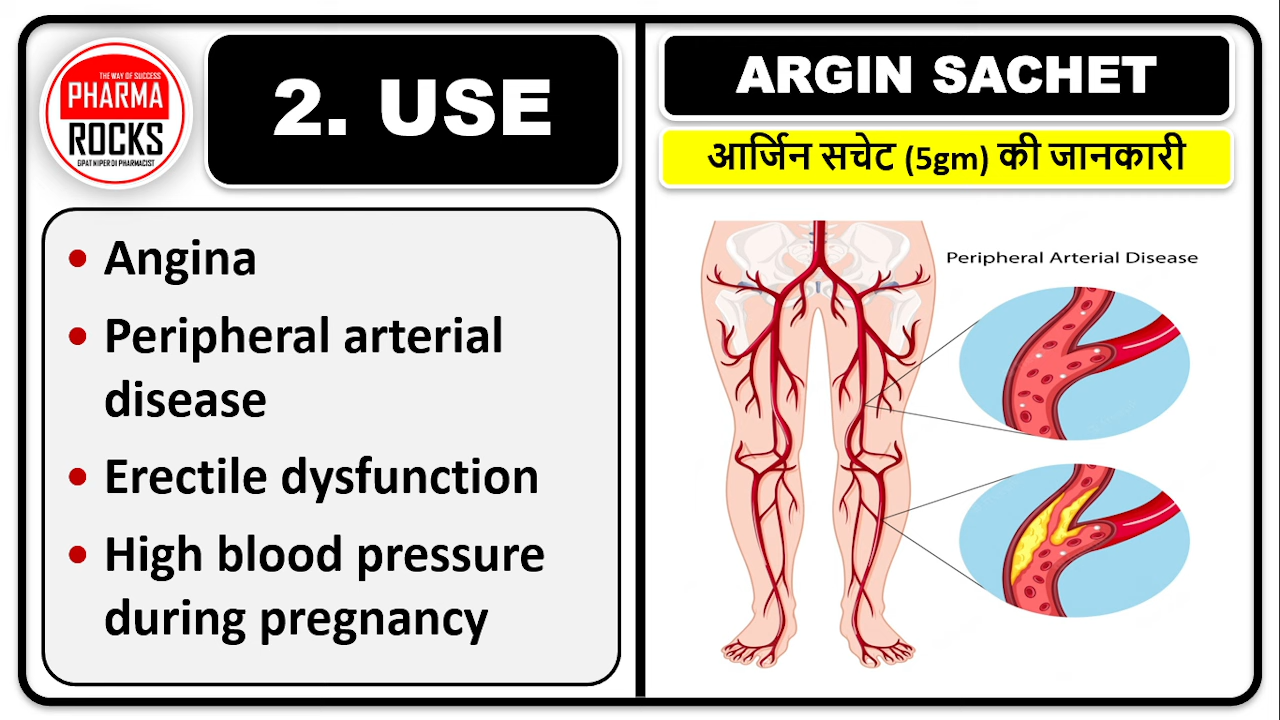 THE WAY OF SUCCESS
PHARMA
ROCKS
GPAT NIPER DI PHARMACIST
2. USE
• Angina
• Peripheral arterial
disease
• Erectile dysfunction
• High blood pressure
during pregnancy
ARGIN SACHET
आर्जिन सचेट (5gm) की जानकारी
Peripheral Arterial Disease